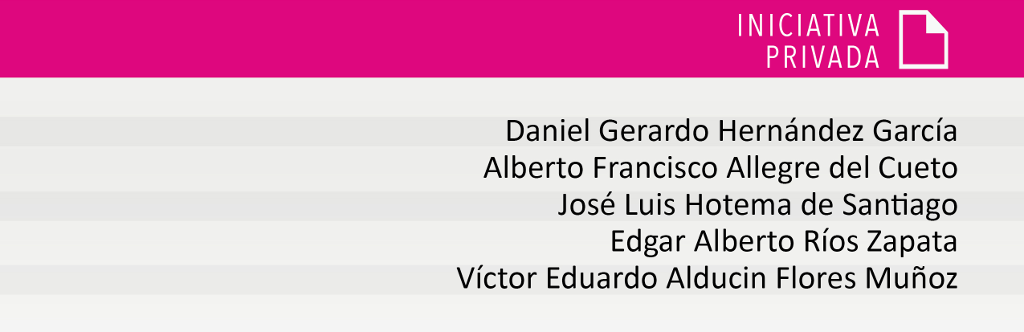 INICIATIVA
PRIVADA
Daniel Gerardo Hernández García
Alberto Francisco Allegre del Cueto
José Luis Hotema de Santiago
Edgar Alberto Ríos Zapata
Víctor Eduardo Alducin Flores Muñoz